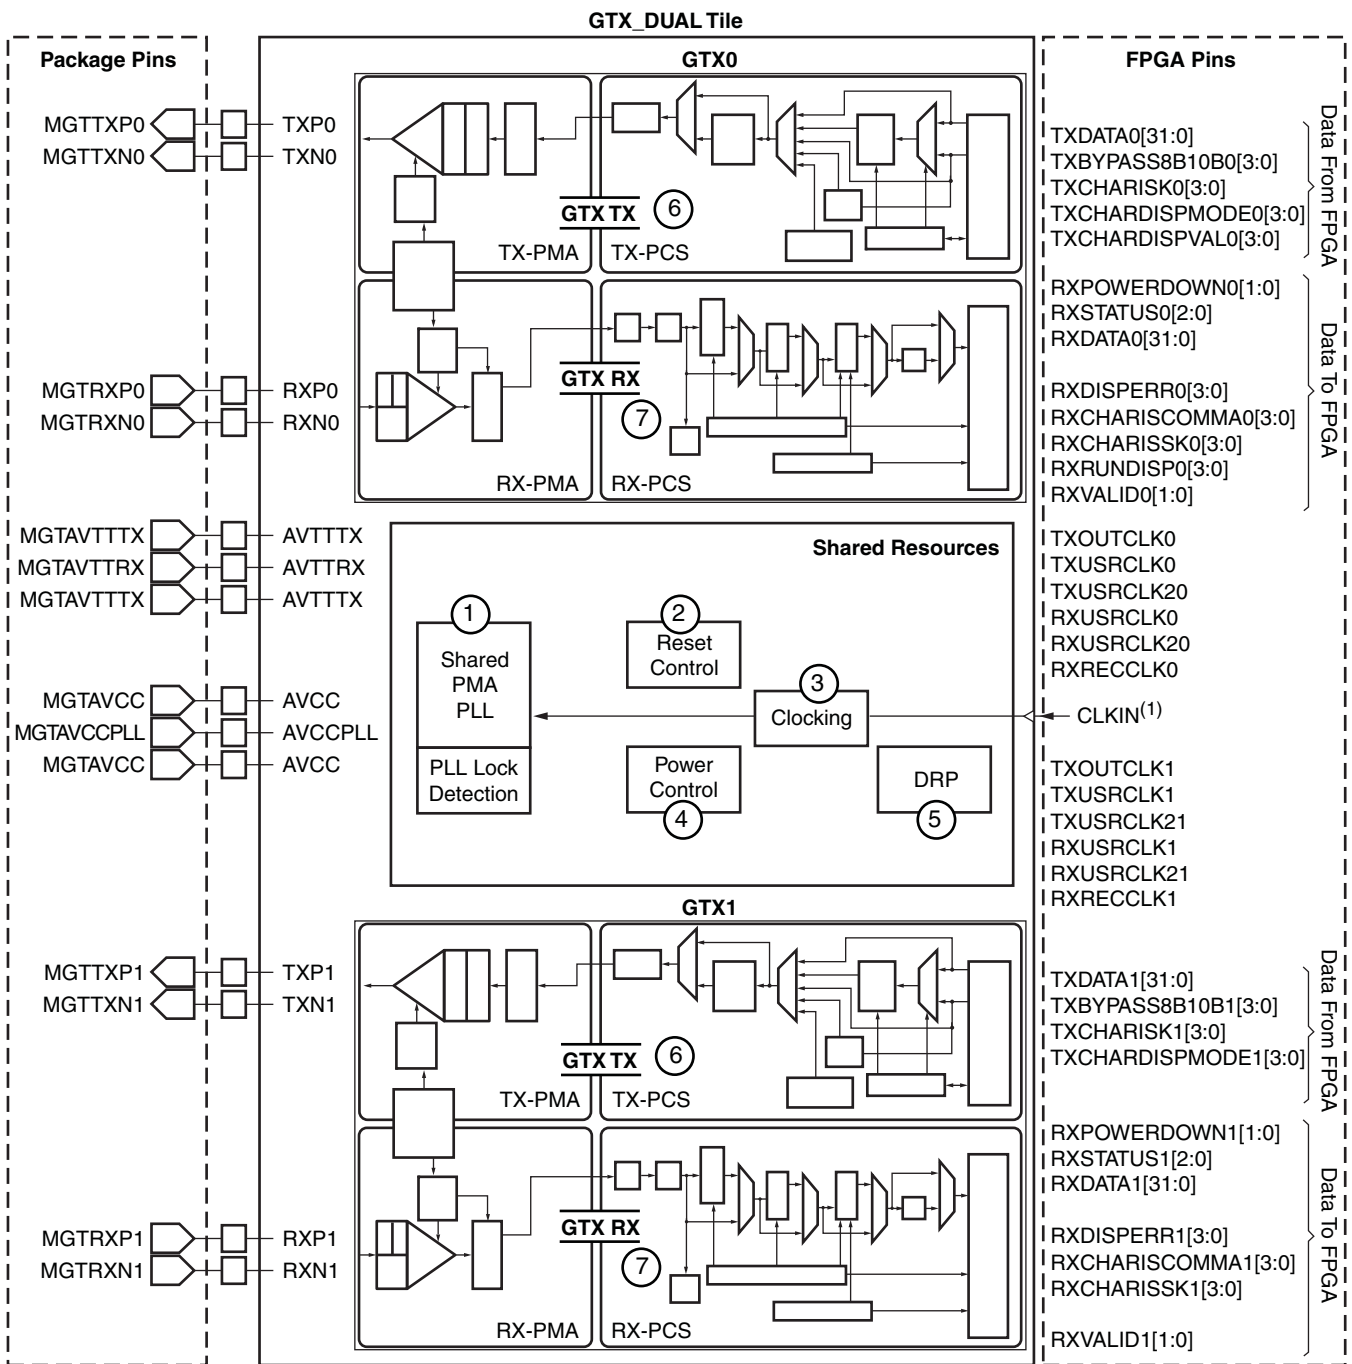 GTX_DUAL Tile
Package Pins
GTX0
FPGA Pins
MGTTXP0
TXP0
MGTTXN0
TXN0
GTX TX
6
TX-PMA
TX-PCS
TXDATA0[31:0]
TXBYPASS8B10B0[3:0]
TXCHARISK0[3:0]
TXCHARDISPMODE0[3:0]
TXCHARDISPVAL0[3:0]
Data From FPGA
MGTRXP0
RXP0
MGTRXN0
RXN0
GTX RX
7
RX-PMA
RX-PCS
RXPOWERDOWN0[1:0]
RXSTATUS0[2:0]
RXDATA0[31:0]
RXDISPERR0[3:0]
RXCHARISCOMMA0[3:0]
RXCHARISSK0[3:0]
RXRUNDISP0[3:0]
RXVALID0[1:0]
Data To FPGA
MGTAVTTTX
AVTTTX
MGTAVTTRX
AVTTRX
MGTAVTTTX
AVTTTX
MGTAVCC
AVCC
MGTAVCCPLL
AVCCPLL
MGTAVCC
AVCC
Shared Resources
1
Shared
PMA
PLL
PLL Lock
Detection
2
Reset
Control
3
Clocking
Power
Control
4
DRP
5
TXOUTCLK0
TXUSRCLK0
TXUSRCLK20
RXUSRCLK0
RXUSRCLK20
RXRECCLK0
CLKIN(1)
TXOUTCLK1
TXUSRCLK1
TXUSRCLK21
RXUSRCLK1
RXUSRCLK21
RXRECCLK1
GTX1
MGTTXP1
TXP1
MGTTXN1
TXN1
GTX TX
6
TX-PMA
TX-PCS
TXDATA1[31:0]
TXBYPASS8B10B1[3:0]
TXCHARISK1[3:0]
TXCHARDISPMODE1[3:0]
Data From FPGA
MGTRXP1
RXP1
MGTRXN1
RXN1
GTX RX
7
RX-PMA
RX-PCS
RXPOWERDOWN1[1:0]
RXSTATUS1[2:0]
RXDATA1[31:0]
RXDISPERR1[3:0]
RXCHARISCOMMA1[3:0]
RXCHARISSK1[3:0]
RXVALID1[1:0]
Data To FPGA